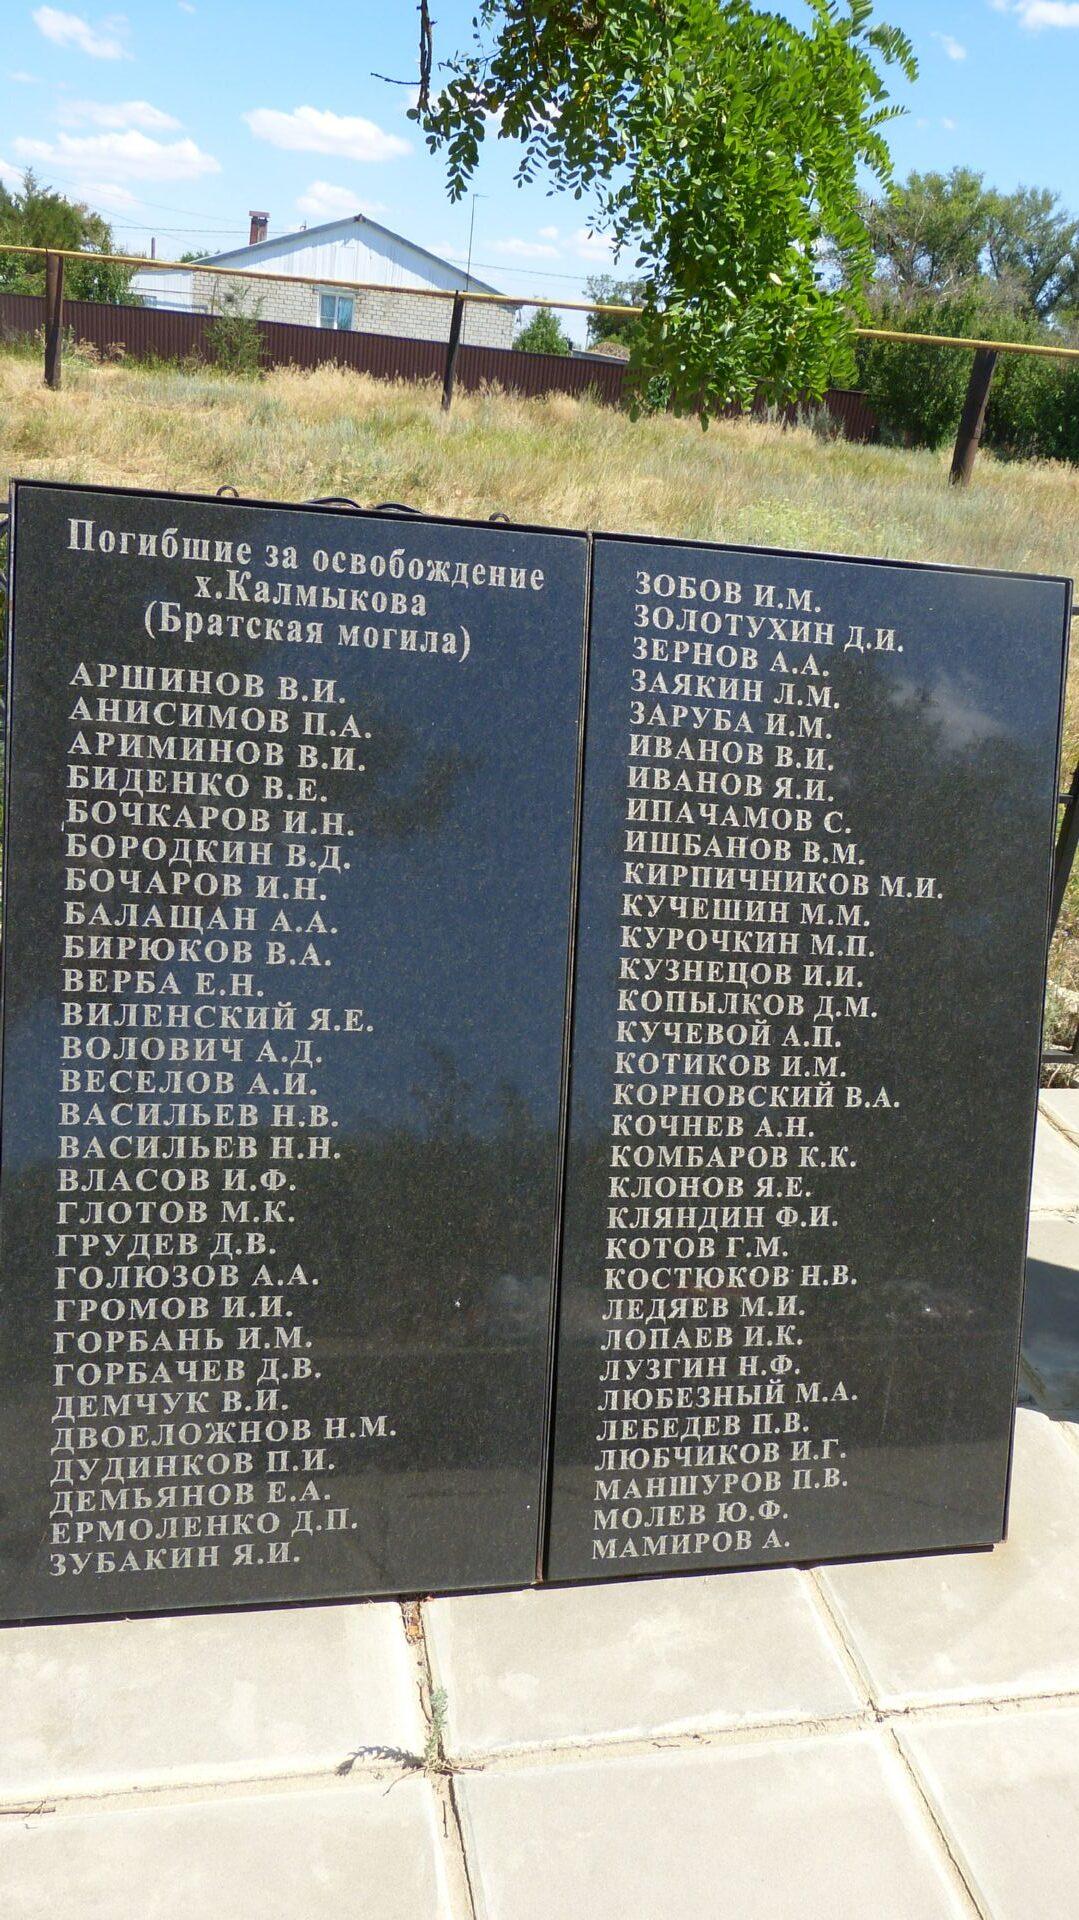 Погибшие за освобождение
х.Калмыкова
(Братская могила)
АРШИНОВ В.И.
АНИСИМОВ П.А.
АРИМИНОВ В.И.
БИДЕНКО В.Е.
БОЧКАРОВ И.Н.
БОРОДКИН В.Д.
БОЧАРОВ И.Н.
БАЛАЩАН А.А.
БИРЮКОВ В.А.
ВЕРБА Е.Н.
ВИЛЕНСКИЙ Я.Е.
ВОЛОВИЧ А.Д.
ВЕСЕЛОВ А.И.
ВАСИЛЬЕВ Н.В.
ВАСИЛЬЕВ Н.Н.
ВЛАСОВ И.Ф.
ГЛОТОВ М.К.
ГРУДЕВ Д.В.
ГОЛЮЗОВ А.А.
ГРОМОВ И.И.
ГОРБАНЬ И.М.
ГОРБАЧЕВ Д.В.
ДЕМЧУК В.И.
ДВОЕЛОЖНОВ Н.М.
ДУДИНКОВ П.И.
ДЕМЬЯНОВ Е.А.
ЕРМОЛЕНКО Д.П.
ЗУБАКИН Я.И.
ЗОБОВ И.М.
ЗОЛОТУХИН Д.И.
ЗЕРНОВ А.А.
ЗАЯКИН Л.М.
ЗАРУБА И.М.
ИВАНОВ В.И.
ИВАНОВ Я.И.
ИПАЧАМОВ С.
ИШБАНОВ В.М.
КИРПИЧНИКОВ М.И.
КУЧЕШИН М.М.
КУРОЧКИН М.П.
КУЗНЕЦОВ И.И.
КОПЫЛКОВ Д.М.
КУЧЕВОЙ А.П.
КОТИКОВ И.М.
КОРНОВСКИЙ В.А.
КОЧНЕВ А.Н.
КОМБАРОВ К.К.
КЛОНОВ Я.Е.
КЛЯНДИН Ф.И.
КОТОВ Г.М.
КОСТЮКОВ Н.В.
ЛЕДЯЕВ М.И.
ЛОПАЕВ И.К.
ЛУЗГИН Н.Ф.
ЛЮБЕЗНЫЙ М.А.
ЛЕБЕДЕВ П.В.
ЛЮБЧИКОВ И.Г.
МАНШУРОВ П.В.
МОЛЕВ Ю.Ф.
МАМИРОВ А.